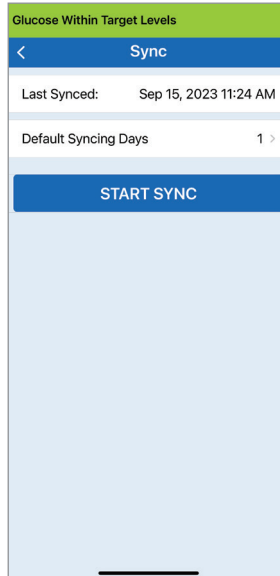 Glucose Within Target Levels
Sync
Last Synced: Sep 15, 2023 11:24 AM
Default Syncing Days 1
START SYNC